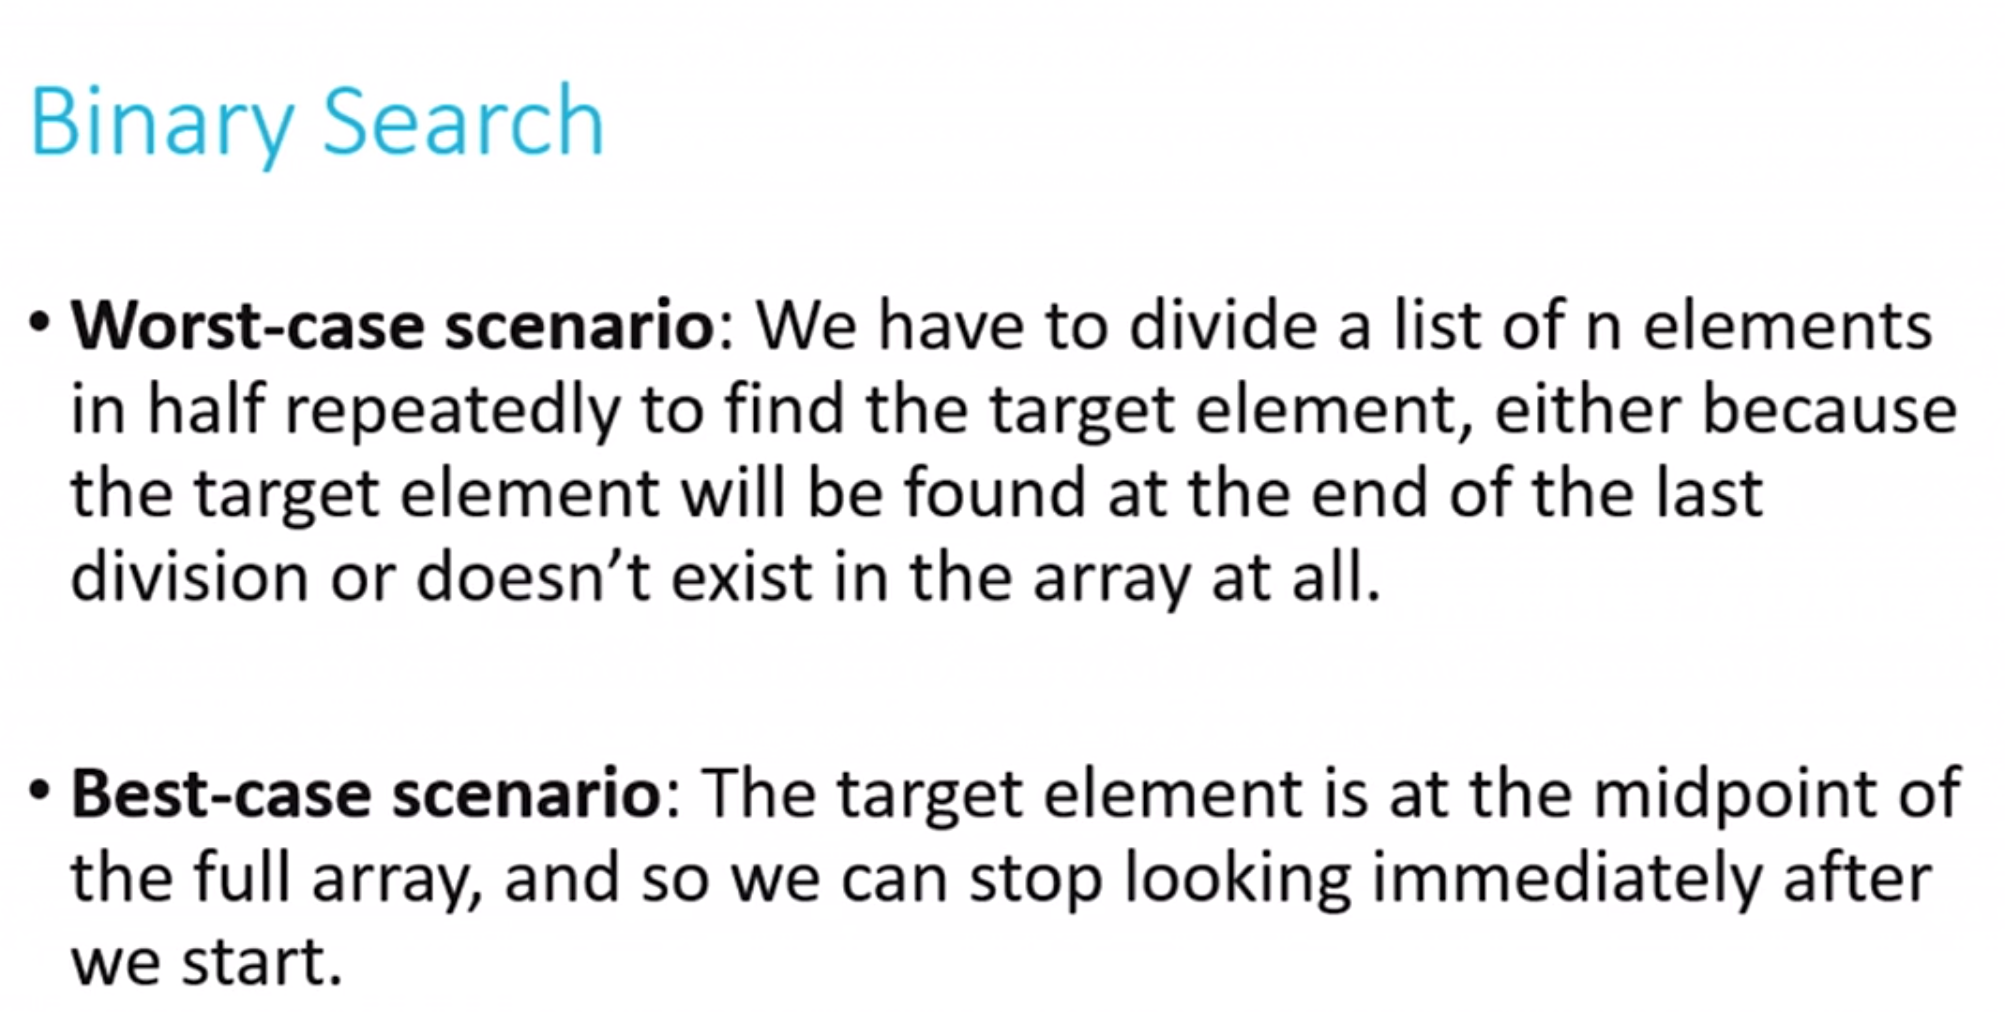 Binary Search
• Worst-case scenario: We have to divide a list of n elements
in half repeatedly to find the target element, either because
the target element will be found at the end of the last
division or doesn’t exist in the array at all.
• Best-case scenario: The target element is at the midpoint of
the full array, and so we can stop looking immediately after
we start.